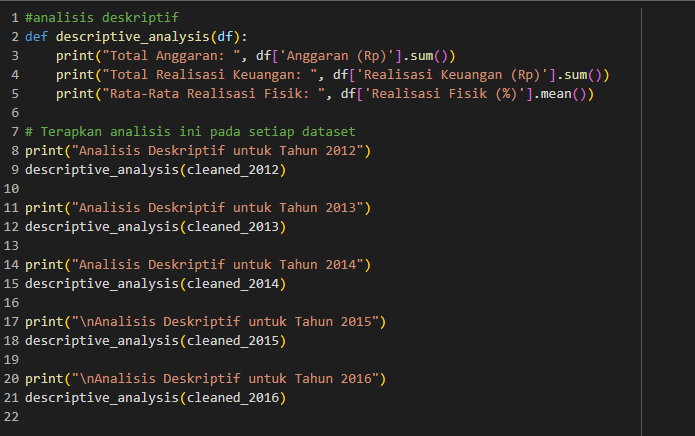 1 #analisis deskriptif
2 def descriptive_analysis(df):
3     print("Total Anggaran: ", df['Anggaran (Rp)'].sum())
4     print("Total Realisasi Keuangan: ", df['Realisasi Keuangan (Rp)'].sum())
5     print("Rata-Rata Realisasi Fisik: ", df['Realisasi Fisik (%)'].mean())
6
7 # Terapkan analisis ini pada setiap dataset
8 print("Analisis Deskriptif untuk Tahun 2012")
9 descriptive_analysis(cleaned_2012)
10
11 print("Analisis Deskriptif untuk Tahun 2013")
12 descriptive_analysis(cleaned_2013)
13
14 print("Analisis Deskriptif untuk Tahun 2014")
15 descriptive_analysis(cleaned_2014)
16
17 print("\nAnalisis Deskriptif untuk Tahun 2015")
18 descriptive_analysis(cleaned_2015)
19
20 print("\nAnalisis Deskriptif untuk Tahun 2016")
21 descriptive_analysis(cleaned_2016)
22